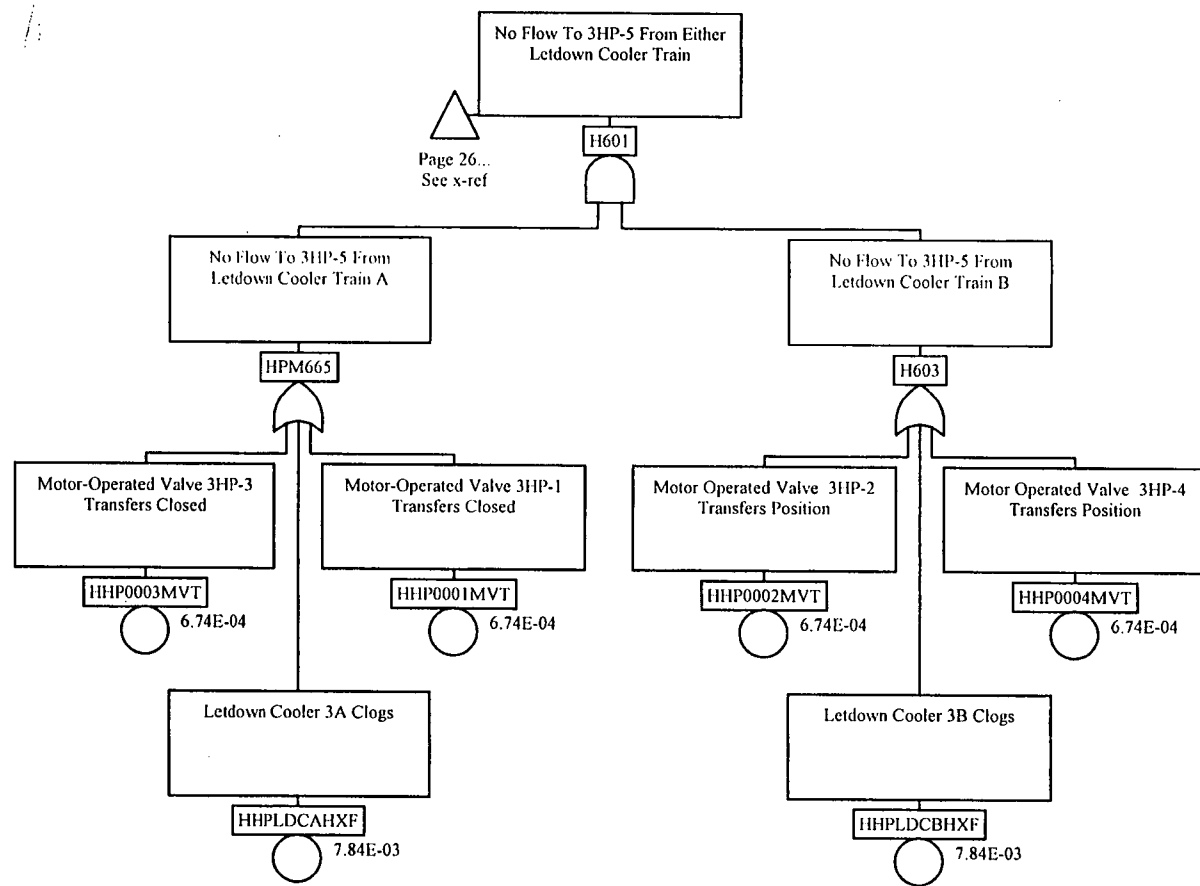 No Flow To 3HP-5 From Either
Letdown Cooler Train
H601
Page 26...
See x-ref
No Flow To 3HP-5 From
Letdown Cooler Train A
HPM665
No Flow To 3HP-5 From
Letdown Cooler Train B
H603
Motor-Operated Valve 3HP-3
Transfers Closed
HHP0003MVT
6.74E-04
Motor-Operated Valve 3HP-1
Transfers Closed
HHP0001MVT
6.74E-04
Motor Operated Valve 3HP-2
Transfers Position
HHP0002MVT
6.74E-04
Motor Operated Valve 3HP-4
Transfers Position
HHP0004MVT
6.74E-04
Letdown Cooler 3A Clogs
HHPLDCAHXF
7.84E-03
Letdown Cooler 3B Clogs
HHPLDCBHXF
7.84E-03